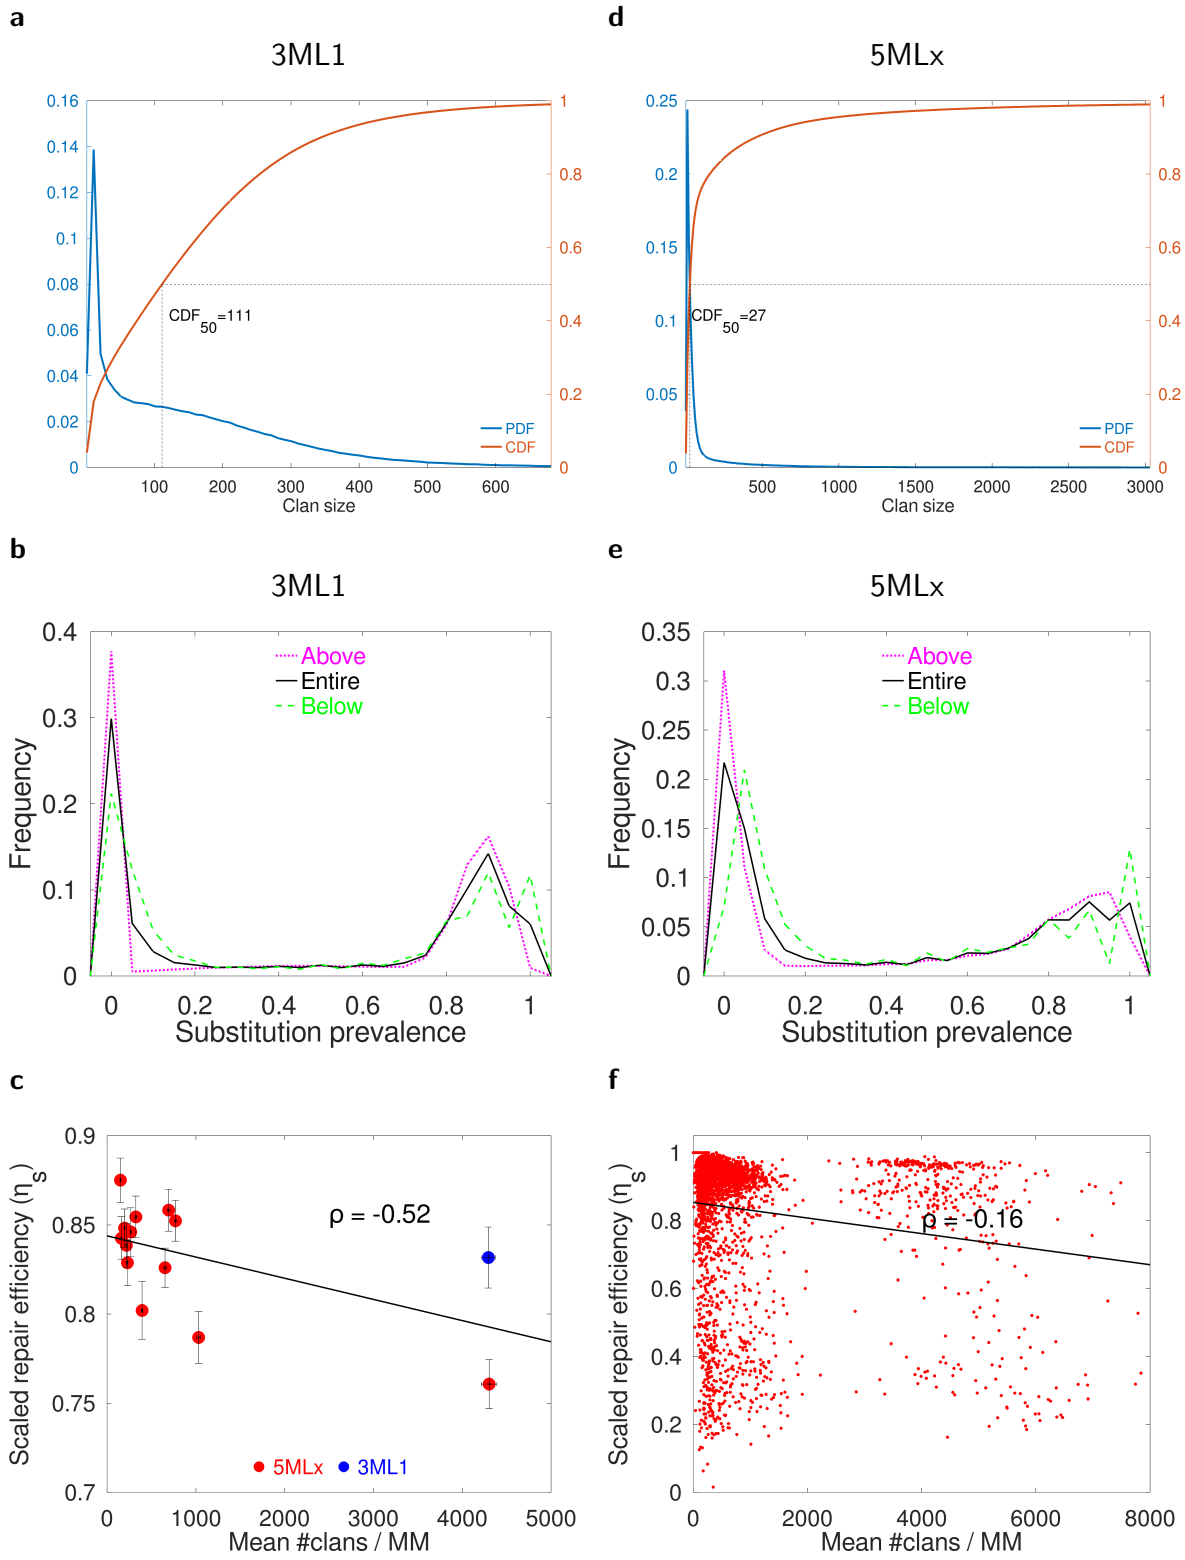 a
3ML1
0.16
0.14
0.12
0.1
0.08
0.06
0.04
0.02
0
1
0.8
0.6
0.4
0.2
0
CDF50=111
PDF
CDF
100 200 300 400 500 600
Clan size
d
5MLx
0.25
0.2
0.15
0.1
0.05
0
1
0.8
0.6
0.4
0.2
0
CDF50=27
PDF
CDF
500 1000 1500 2000 2500 3000
Clan size
b
3ML1
Frequency
0.4
0.3
0.2
0.1
0
Above
Entire
Below
0 0.2 0.4 0.6 0.8 1
Substitution prevalence
e
5MLx
Frequency
0.35
0.3
0.25
0.2
0.15
0.1
0.05
0
Above
Entire
Below
0 0.2 0.4 0.6 0.8 1
Substitution prevalence
c
Scaled repair efficiency (ηs)
0.9
0.85
0.8
0.75
0.7
ρ = -0.52
5MLx 3ML1
0 1000 2000 3000 4000 5000
Mean #clans / MM
f
Scaled repair efficiency (ηs)
1
0.8
0.6
0.4
0.2
0
ρ = -0.16
0 2000 4000 6000 8000
Mean #clans / MM